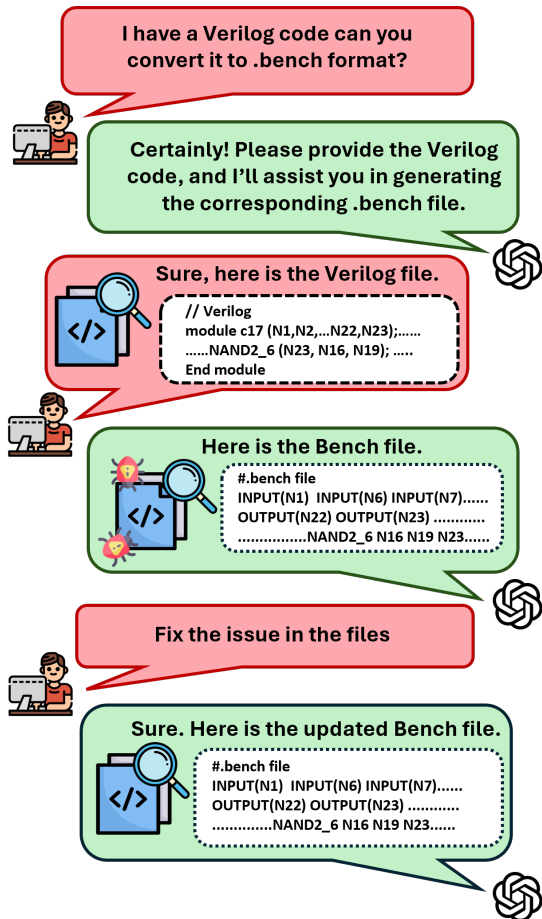 I have a Verilog code can you
convert it to .bench format?
Certainly! Please provide the Verilog
code, and I'll assist you in generating
the corresponding .bench file.
Sure, here is the Verilog file.
</>
// Verilog
module c17 (N1,N2,...N22,N23);......
......NAND2_6 (N23, N16, N19); .....
End module
Here is the Bench file.
</>
#.bench file
INPUT(N1)  INPUT(N6) INPUT(N7)......
OUTPUT(N22) OUTPUT(N23) ............
.................NAND2_6 N16 N19 N23......
Fix the issue in the files
Sure. Here is the updated Bench file.
</>
#.bench file
INPUT(N1)  INPUT(N6) INPUT(N7)......
OUTPUT(N22) OUTPUT(N23) ............
..............NAND2_6 N16 N19 N23......